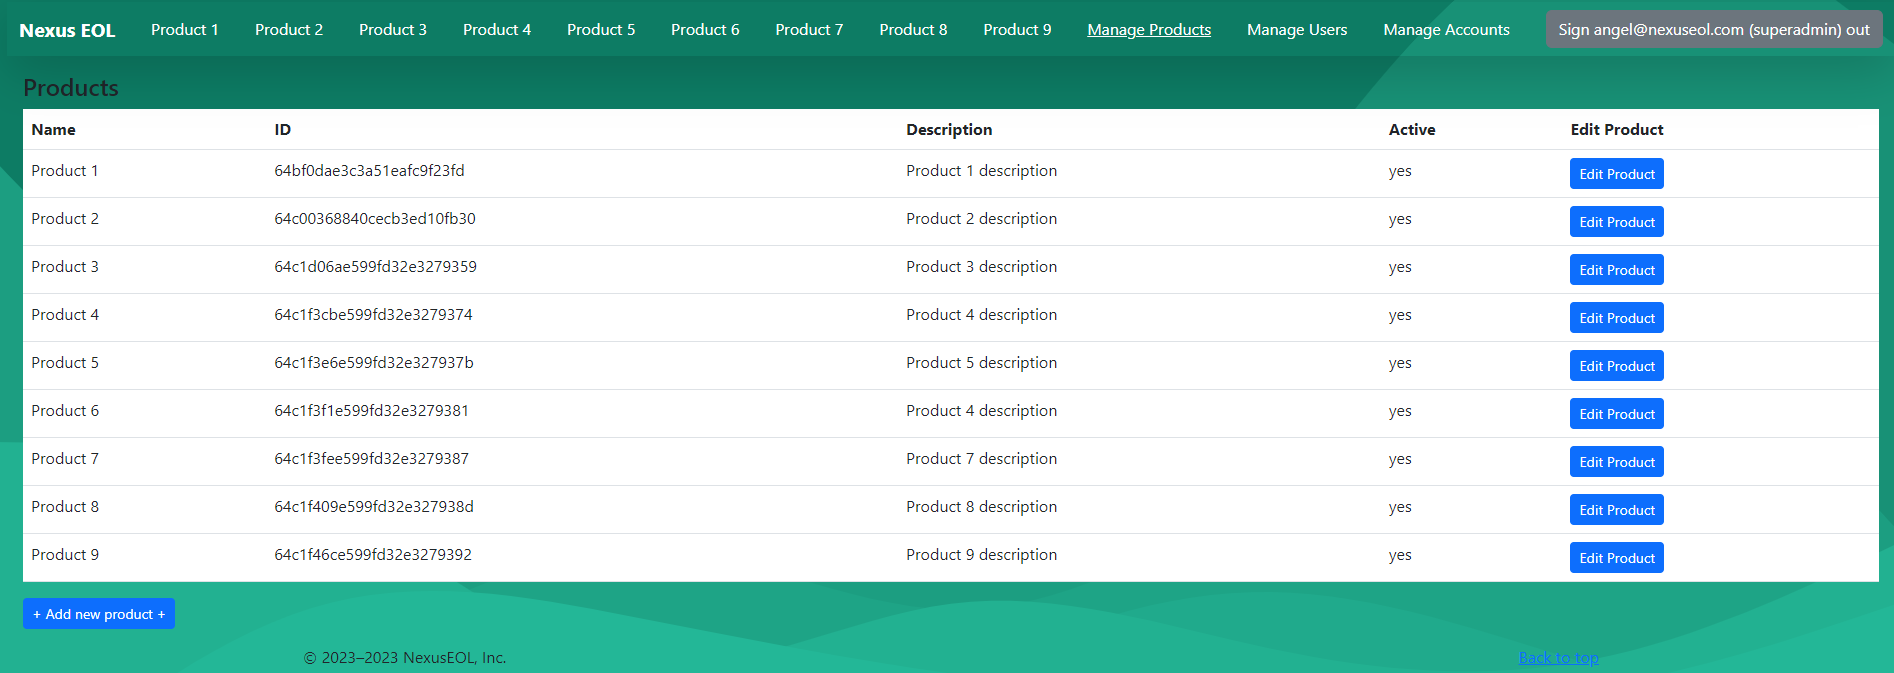 Nexus EOL Product 1 Product 2 Product 3 Product 4 Product 5 Product 6 Product 7 Product 8 Product 9 Manage Products Manage Users Manage Accounts Sign angel@nexuseol.com (superadmin) out
Products
Name ID Description Active Edit Product
Product 1 64bf0dae3c3a51eafc9f23fd Product 1 description yes Edit Product
Product 2 64c00368840cecb3ed10fb30 Product 2 description yes Edit Product
Product 3 64c1d06ae599fd32e3279359 Product 3 description yes Edit Product
Product 4 64c1f3cbe599fd32e3279374 Product 4 description yes Edit Product
Product 5 64c1f3e6e599fd32e327937b Product 5 description yes Edit Product
Product 6 64c1f3f1e599fd32e3279381 Product 4 description yes Edit Product
Product 7 64c1f3fee599fd32e3279387 Product 7 description yes Edit Product
Product 8 64c1f409e599fd32e327938d Product 8 description yes Edit Product
Product 9 64c1f46ce599fd32e3279392 Product 9 description yes Edit Product
+ Add new product +
© 2023–2023 NexusEOL, Inc. Back to top